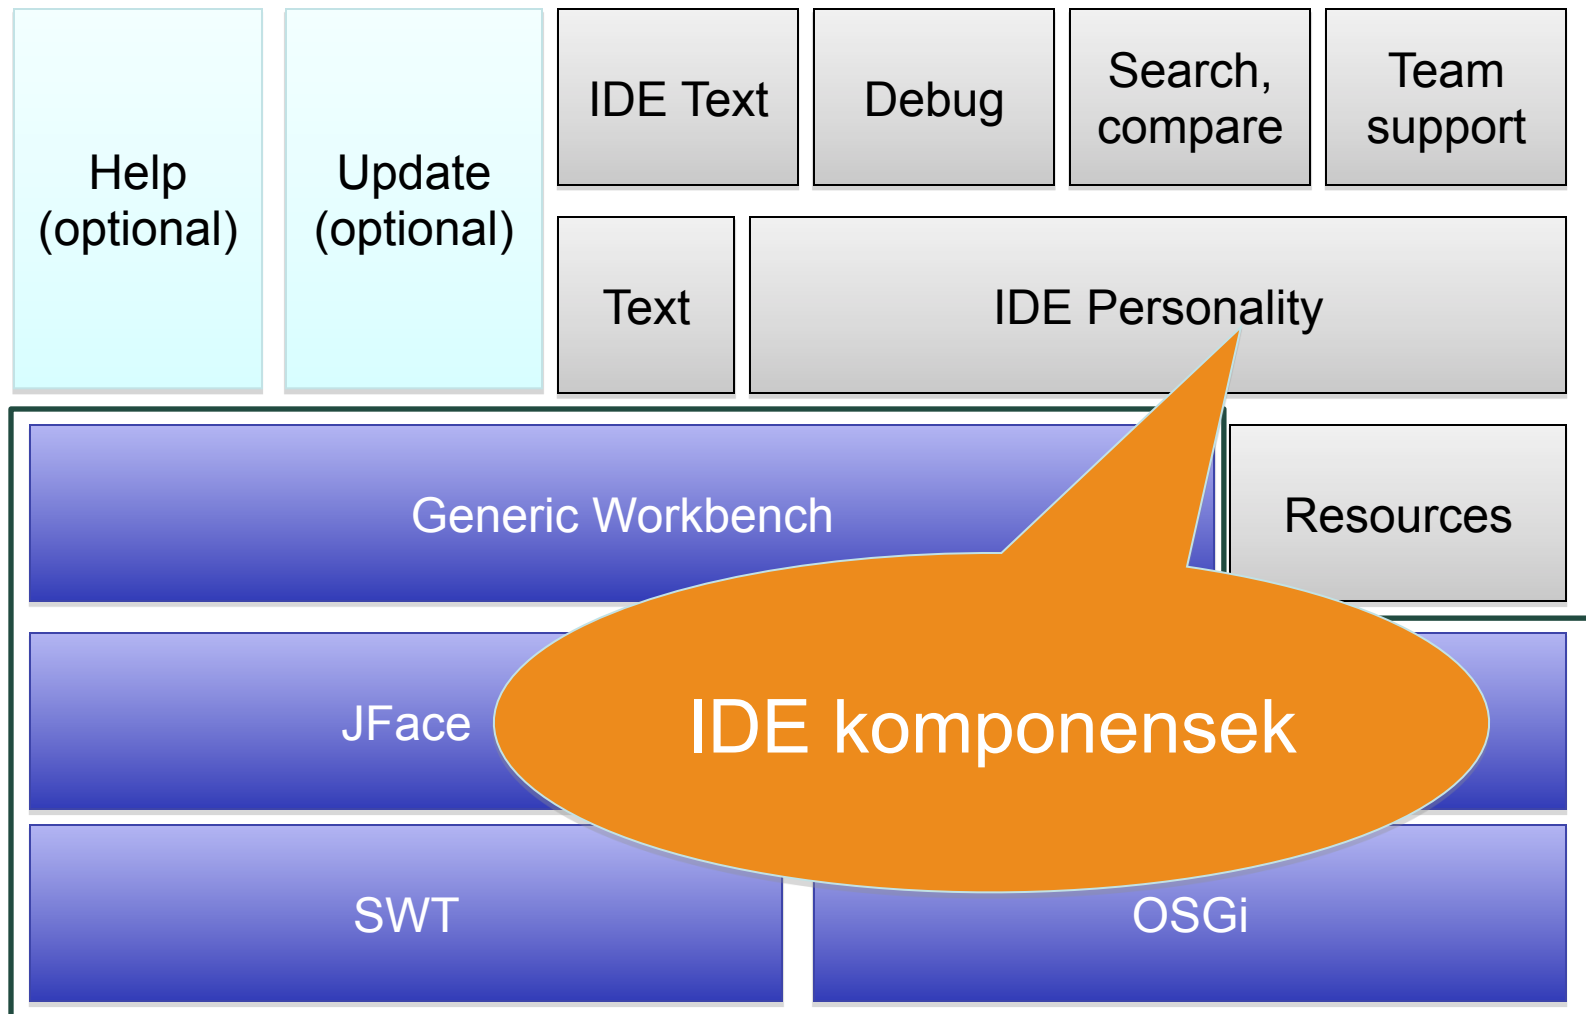 Help
(optional)
Update
(optional)
IDE Text
Debug
Search,
compare
Team
support
Text
IDE Personality
Generic Workbench
Resources
JFace
IDE komponensek
SWT
OSGi